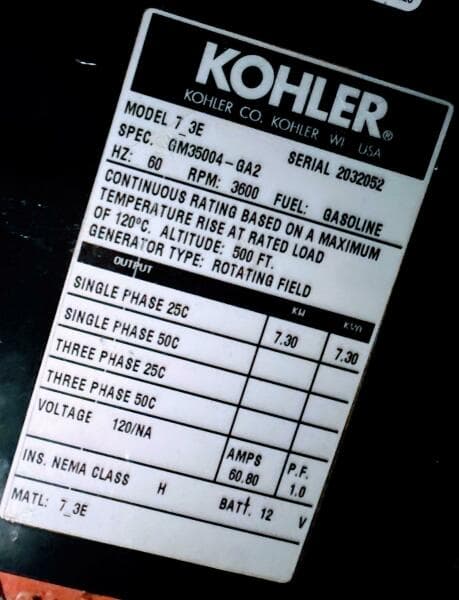 KOHLER®
KOHLER CO. KOHLER WI USA
MODEL 7_3E SERIAL 2032052
SPEC. GM35004-GA2
HZ: 60 RPM: 3600 FUEL: GASOLINE
CONTINUOUS RATING BASED ON A MAXIMUM
TEMPERATURE RISE AT RATED LOAD
OF 120ºC. ALTITUDE: 500 FT.
GENERATOR TYPE: ROTATING FIELD
OUTPUT KW KVA
SINGLE PHASE 25C 7.30 7.30
SINGLE PHASE 50C
THREE PHASE 25C
THREE PHASE 50C
VOLTAGE 120/NA AMPS 60.80 P.F. 1.0
INS. NEMA CLASS H BATT. 12 V
MATL: 7_3E